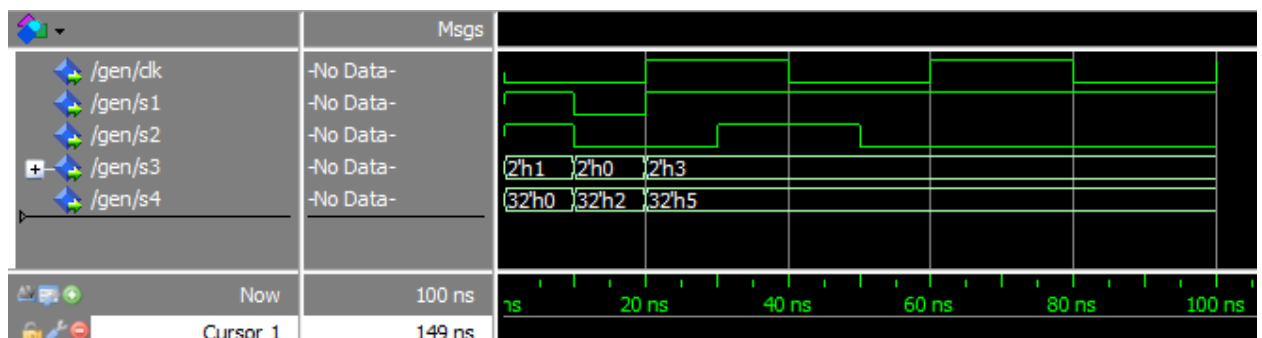 Msgs
/gen/clk -No Data-
/gen/s1 -No Data-
/gen/s2 -No Data-
/gen/s3 -No Data- 2'h1 2'h0 2'h3
/gen/s4 -No Data- 32'h0 32'h2 32'h5
Now 100 ns ns 20 ns 40 ns 60 ns 80 ns 100 ns
Cursor 1 149 ns